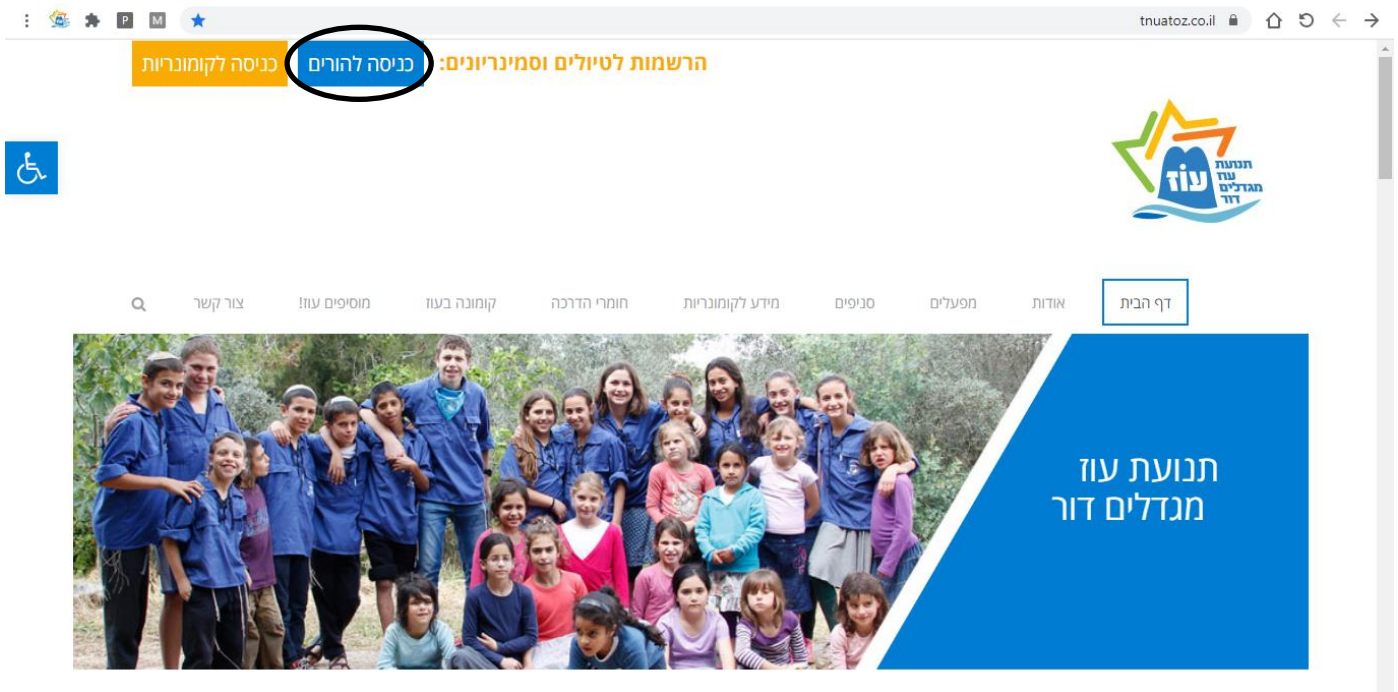 tnuatoz.co.il
P M
הרשמות לטיולים וסמינריונים: כניסה להורים כניסה לקומונריות
תנועת
עוז
מגדלים
דור
עוז
דף הבית אודות מפעלים סניפים מידע לקומונריות חומרי הדרכה קומונה בעוז מוסיפים עוז! צור קשר
תנועת עוז
מגדלים דור